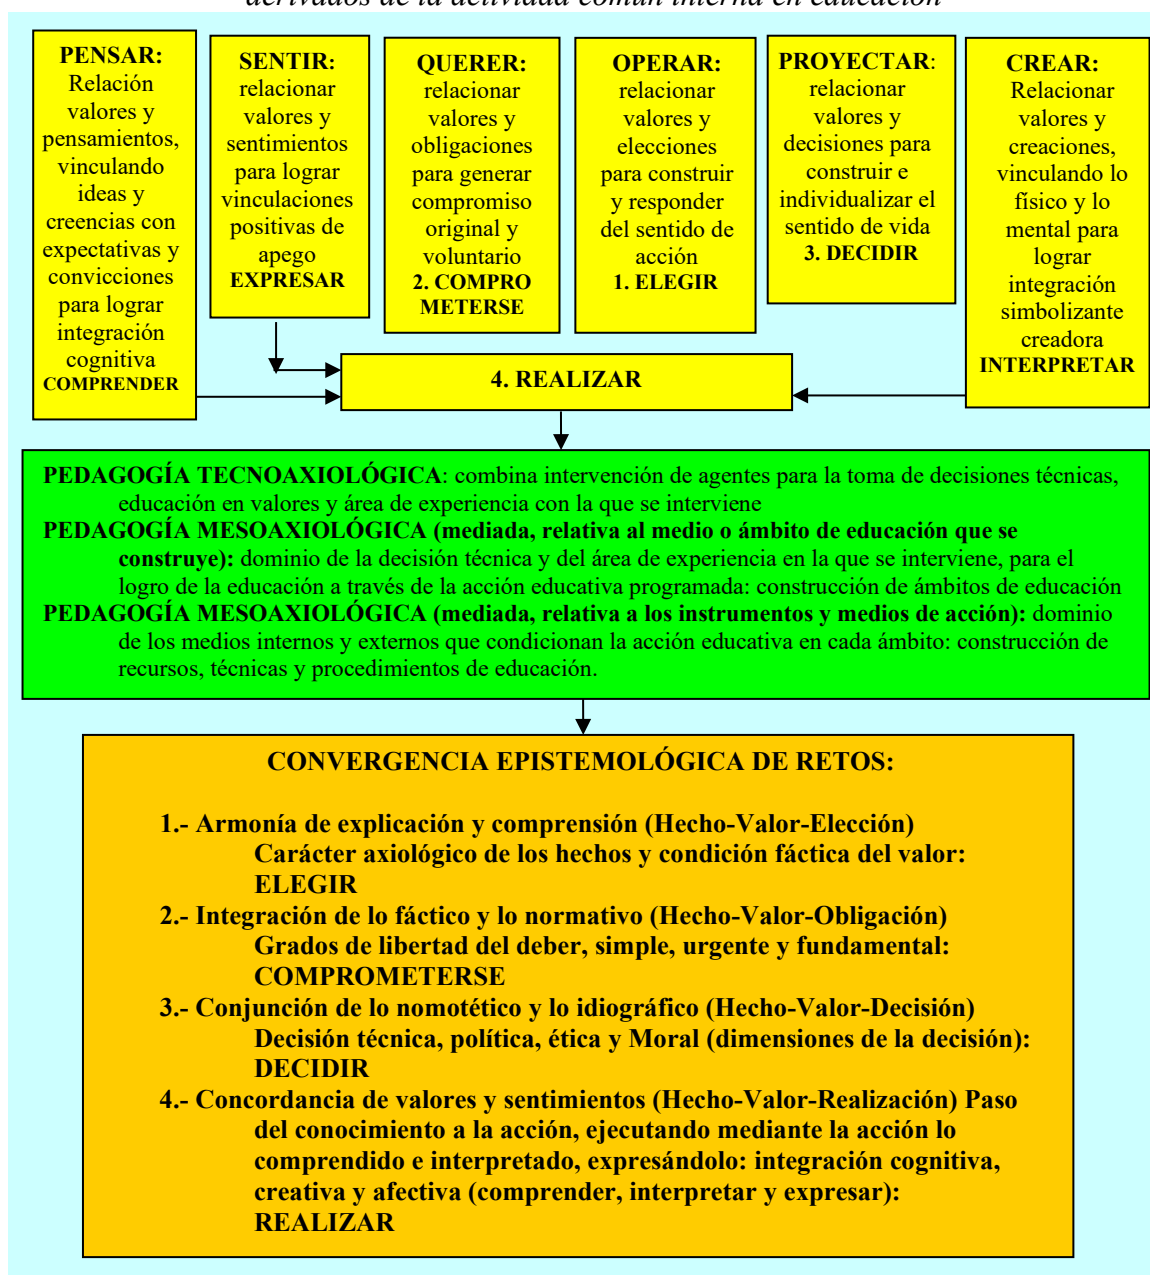 derivados de la actividad común interna en educación
PENSAR:
Relación
valores y
pensamientos,
vinculando
ideas y
creencias con
expectativas y
convicciones
para lograr
integración
cognitiva
COMPRENDER
SENTIR:
relacionar
valores y
sentimientos
para lograr
vinculaciones
positivas de
apego
EXPRESAR
QUERER:
relacionar
valores y
obligaciones
para generar
compromiso
original y
voluntario
2. COMPRO
METERSE
OPERAR:
relacionar
valores y
elecciones
para construir
y responder
del sentido de
acción
1. ELEGIR
PROYECTAR:
relacionar
valores y
decisiones para
construir e
individualizar el
sentido de vida
3. DECIDIR
CREAR:
Relacionar
valores y
creaciones,
vinculando lo
físico y lo
mental para
lograr
integración
simbolizante
creadora
INTERPRETAR
4. REALIZAR
PEDAGOGÍA TECNOAXIOLÓGICA: combina intervención de agentes para la toma de decisiones técnicas,
educación en valores y área de experiencia con la que se interviene
PEDAGOGÍA MESOAXIOLÓGICA (mediada, relativa al medio o ámbito de educación que se
construye): dominio de la decisión técnica y del área de experiencia en la que se interviene, para el
logro de la educación a través de la acción educativa programada: construcción de ámbitos de educación
PEDAGOGÍA MESOAXIOLÓGICA (mediada, relativa a los instrumentos y medios de acción): dominio
de los medios internos y externos que condicionan la acción educativa en cada ámbito: construcción de
recursos, técnicas y procedimientos de educación.
CONVERGENCIA EPISTEMOLÓGICA DE RETOS:
1.- Armonía de explicación y comprensión (Hecho-Valor-Elección)
Carácter axiológico de los hechos y condición fáctica del valor:
ELEGIR
2.- Integración de lo fáctico y lo normativo (Hecho-Valor-Obligación)
Grados de libertad del deber, simple, urgente y fundamental:
COMPROMETERSE
3.- Conjunción de lo nomotético y lo idiográfico (Hecho-Valor-Decisión)
Decisión técnica, política, ética y Moral (dimensiones de la decisión):
DECIDIR
4.- Concordancia de valores y sentimientos (Hecho-Valor-Realización) Paso
del conocimiento a la acción, ejecutando mediante la acción lo
comprendido e interpretado, expresándolo: integración cognitiva,
creativa y afectiva (comprender, interpretar y expresar):
REALIZAR